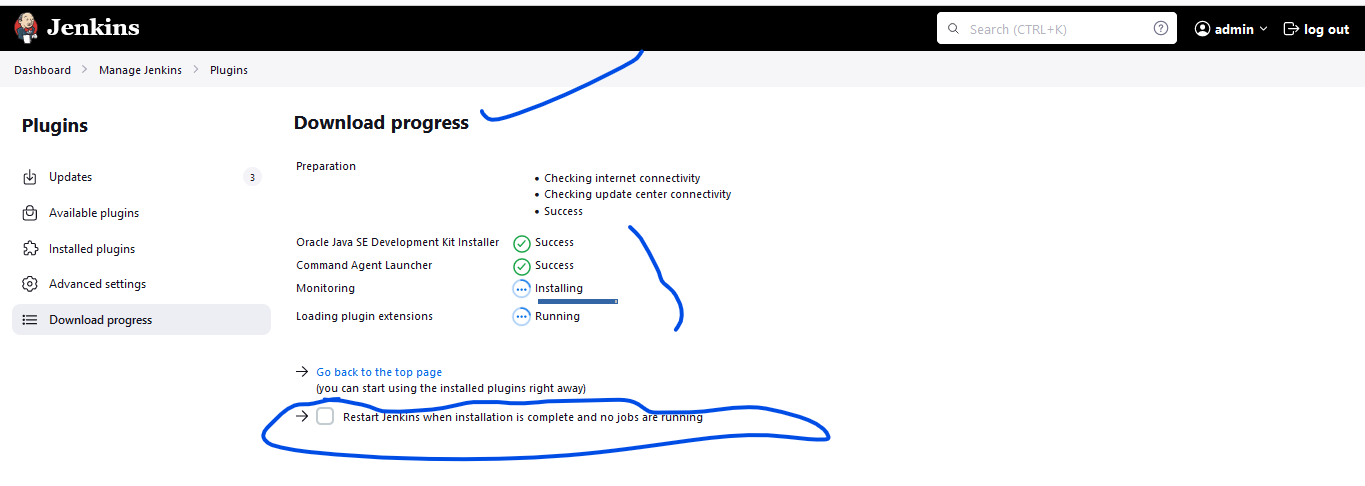 Jenkins
Search (CTRL+K)
admin
log out
Dashboard
Manage Jenkins
Plugins
Plugins
Updates
3
Available plugins
Installed plugins
Advanced settings
Download progress
Download progress
Preparation
Checking internet connectivity
Checking update center connectivity
Success
Oracle Java SE Development Kit Installer Success
Command Agent Launcher Success
Monitoring Installing
Loading plugin extensions Running
Go back to the top page
(you can start using the installed plugins right away)
Restart Jenkins when installation is complete and no jobs are running